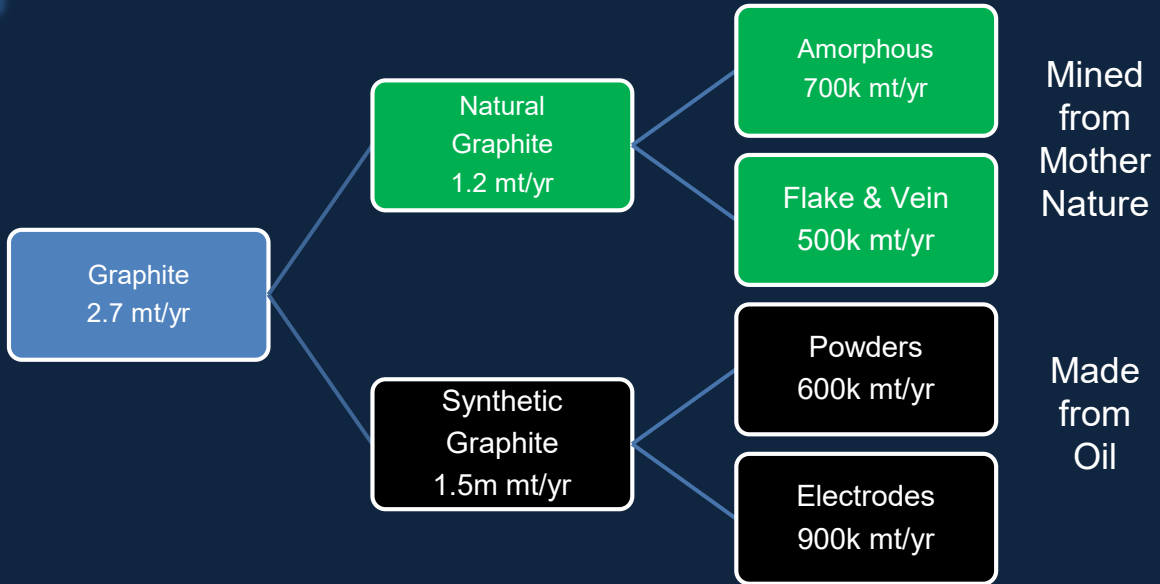 Graphite
2.7 mt/yr
Natural
Graphite
1.2 mt/yr
Amorphous
700k mt/yr
Flake & Vein
500k mt/yr
Mined
from
Mother
Nature
Synthetic
Graphite
1.5m mt/yr
Powders
600k mt/yr
Electrodes
900k mt/yr
Made
from
Oil